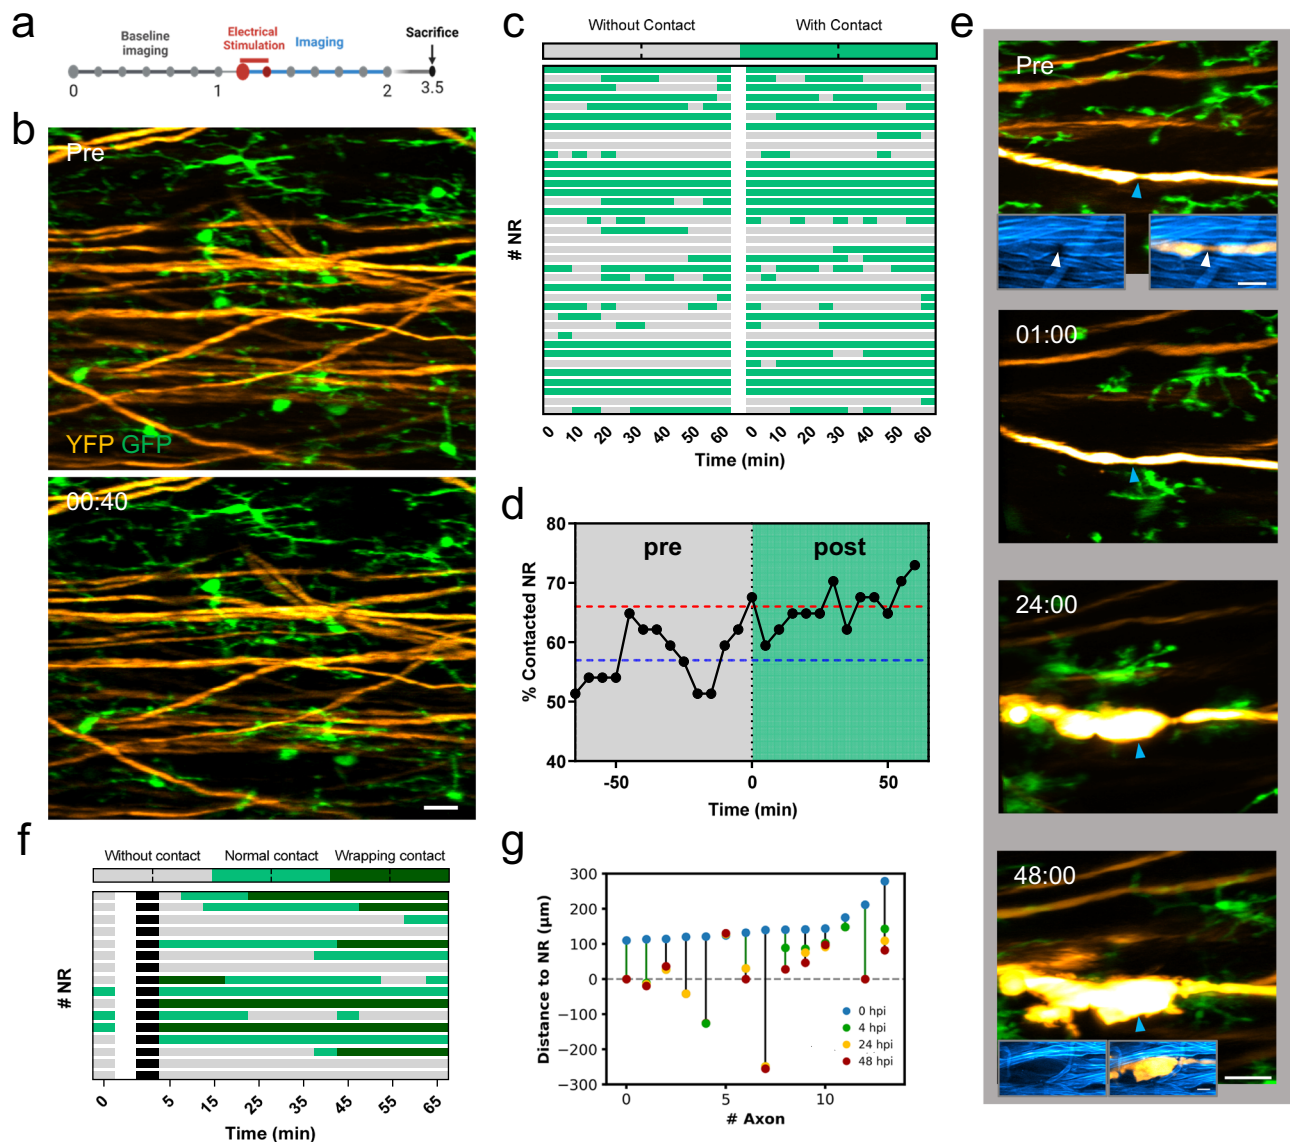 a
Baseline
imaging
Electrical
Stimulation
Imaging
Sacrifice
0
1
2
3.5
b
Pre
YFP GFP
00:40
c
Without Contact
With Contact
# NR
0 10 20 30 40 50 60 0 10 20 30 40 50 60
Time (min)
d
80
70
60
50
40
% Contacted NR
pre
post
-50 0 50
Time (min)
e
Pre
01:00
24:00
48:00
f
Without contact
Normal contact
Wrapping contact
# NR
0 5 15 25 35 45 55 65
Time (min)
g
300
200
100
0
−100
−200
−300
Distance to NR (µm)
0 hpi
4 hpi
24 hpi
48 hpi
0 5 10
# Axon